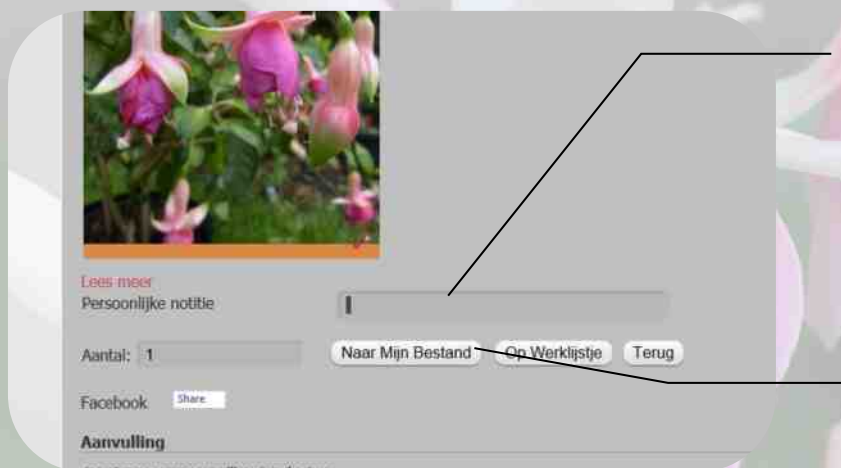 Lees meer
Persoonlijke notitie
Aantal: 1 Naar Mijn Bestand Op Werklijstje Terug
Facebook Share
Aanvulling